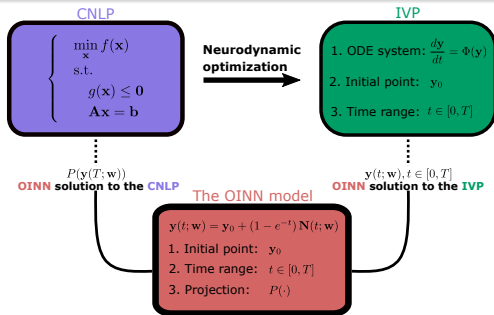 CNLP
min f(𝐱)
𝐱
s.t.
g(𝐱) ≤ 𝟎
𝐀𝐱 = 𝐛
Neurodynamic
optimization
IVP
1. ODE system: d𝐲/dt = Φ(𝐲)
2. Initial point: 𝐲₀
3. Time range: t ∈ [0, T]
P(𝐲(T; 𝐰))
OINN solution to the CNLP
𝐲(t; 𝐰), t ∈ [0, T]
OINN solution to the IVP
The OINN model
𝐲(t; 𝐰) = 𝐲₀ + (1 − e⁻ᵗ) 𝐍(t; 𝐰)
1. Initial point: 𝐲₀
2. Time range: t ∈ [0, T]
3. Projection: P(·)